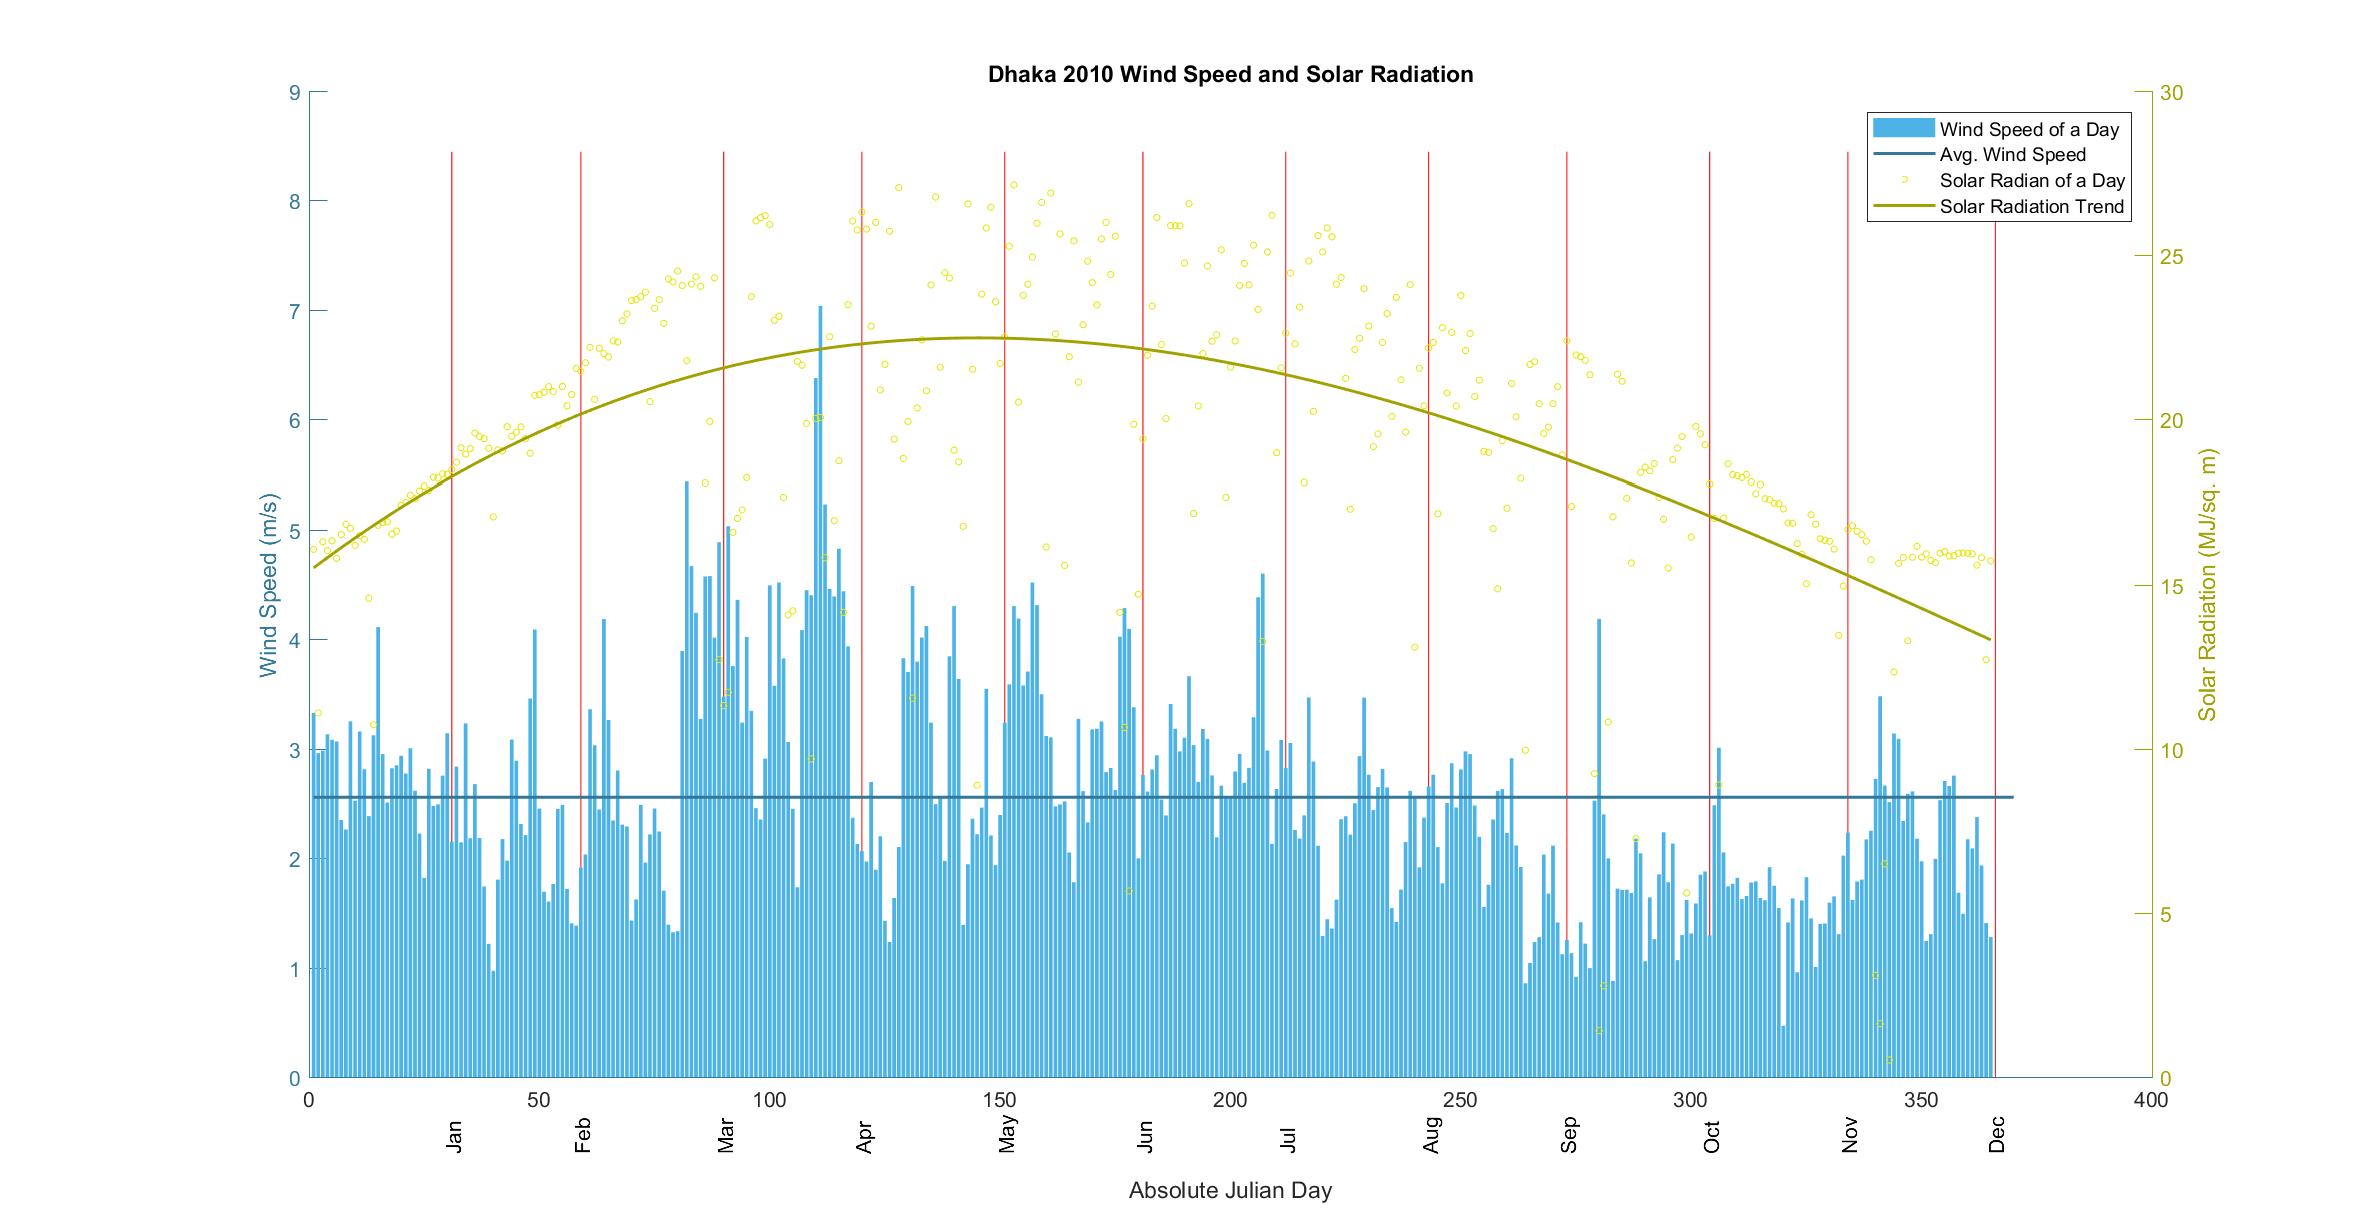 Dhaka 2010 Wind Speed and Solar Radiation
Wind Speed of a Day
Avg. Wind Speed
Solar Radian of a Day
Solar Radiation Trend
9
8
7
6
5
4
3
2
1
0
Wind Speed (m/s)
30
25
20
15
10
5
0
Solar Radiation (MJ/sq. m)
0 50 100 150 200 250 300 350 400
Jan Feb Mar Apr May Jun Jul Aug Sep Oct Nov Dec
Absolute Julian Day